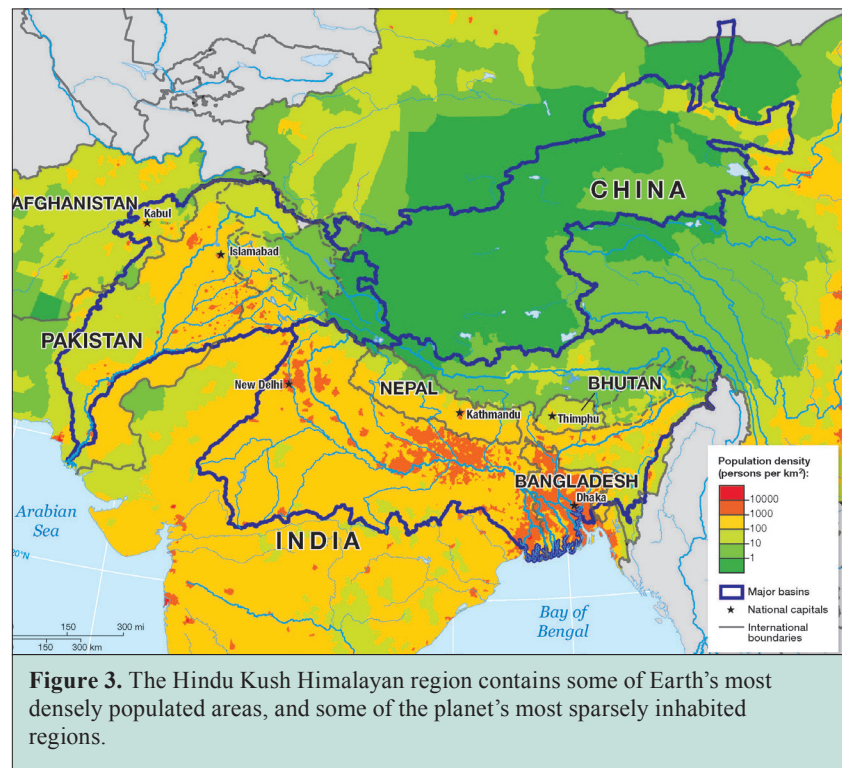 AFGHANISTAN
Kabul
CHINA
Islamabad
PAKISTAN
New Delhi
NEPAL
BHUTAN
Kathmandu
Thimphu
BANGLADESH
Dhaka
INDIA
Arabian
Sea
20°N
Bay of
Bengal
150 300 mi
150 300 km
Population density
(persons per km²):
10000
1000
100
10
1
Major basins
National capitals
International
boundaries
Figure 3. The Hindu Kush Himalayan region contains some of Earth’s most
densely populated areas, and some of the planet’s most sparsely inhabited
regions.